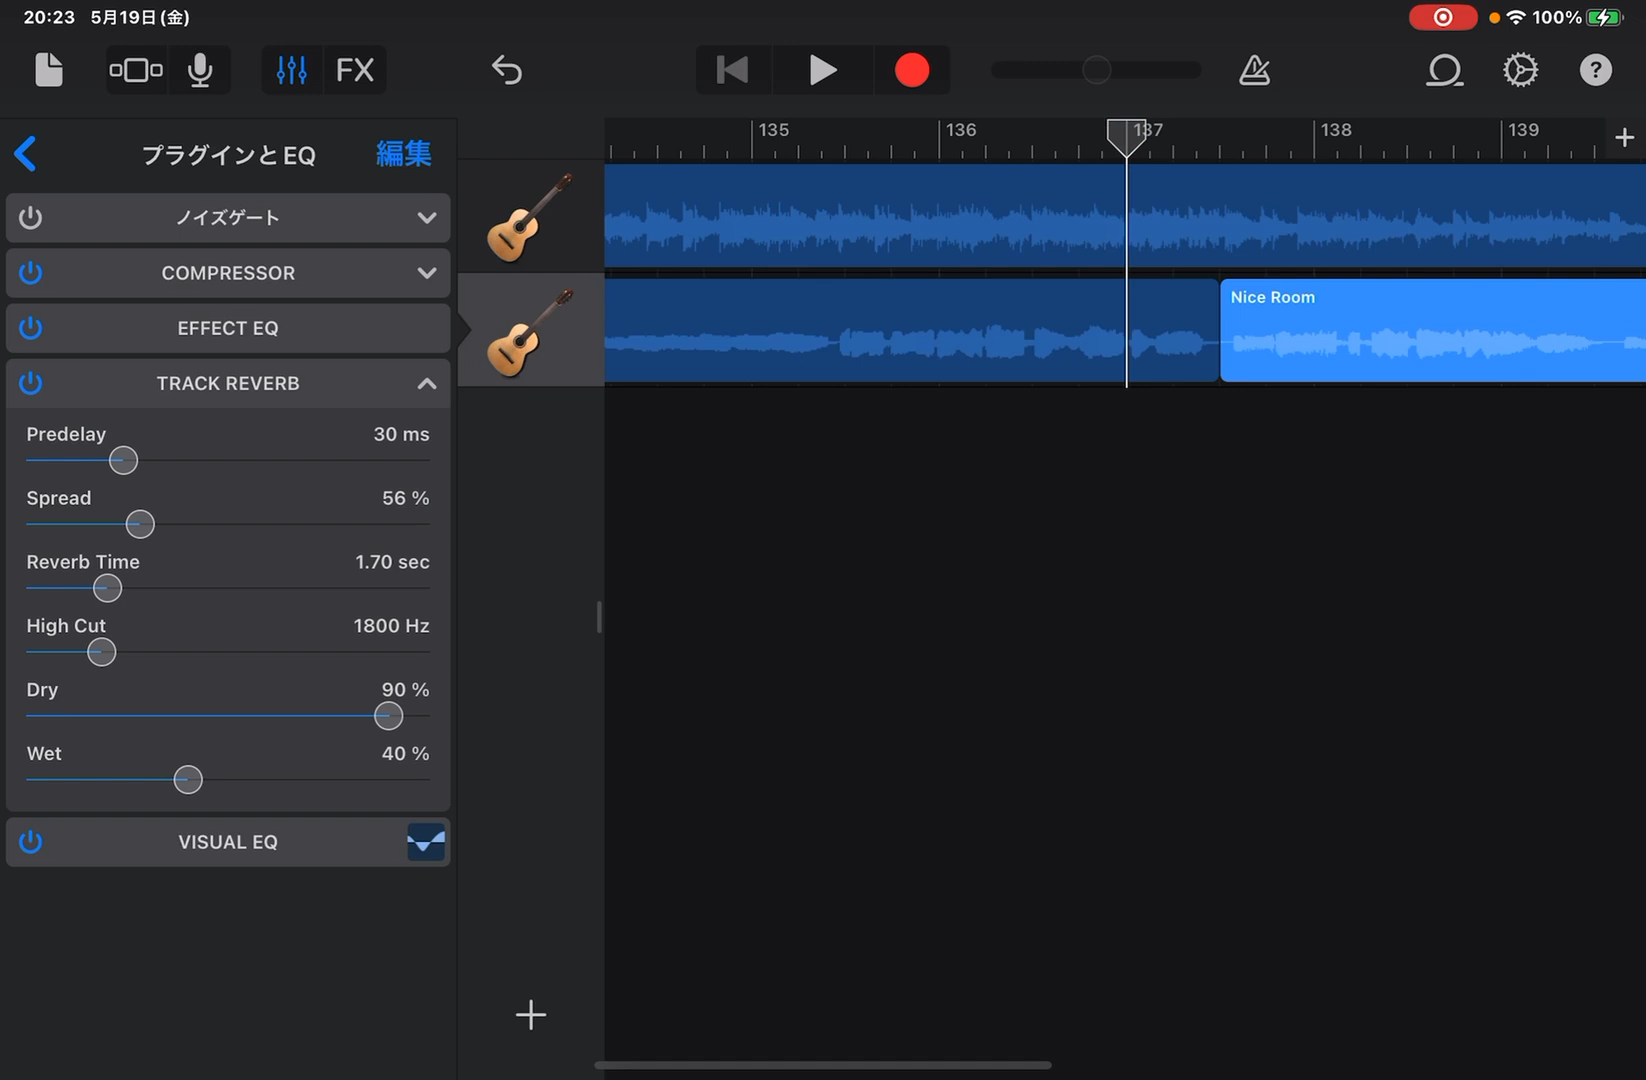 20:23 5月19日(金)
100%
FX
?
135
136
137
138
139
プラグインとEQ
編集
ノイズゲート
COMPRESSOR
EFFECT EQ
TRACK REVERB
Predelay 30 ms
Spread 56 %
Reverb Time 1.70 sec
High Cut 1800 Hz
Dry 90 %
Wet 40 %
VISUAL EQ
Nice Room